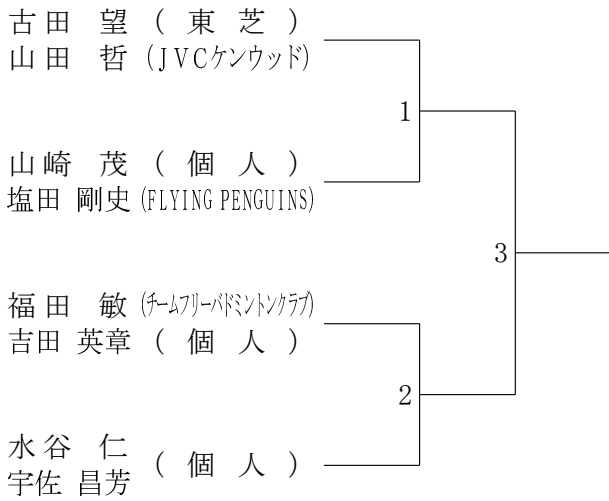 古田 望 (東芝)
山田 哲 (JVCケンウッド)
1
山崎 茂 (個人)
塩田 剛史 (FLYING PENGUINS)
3
福田 敏 (チームフリーバドミントンクラブ)
吉田 英章 (個人)
2
水谷 仁
(個人)
宇佐 昌芳